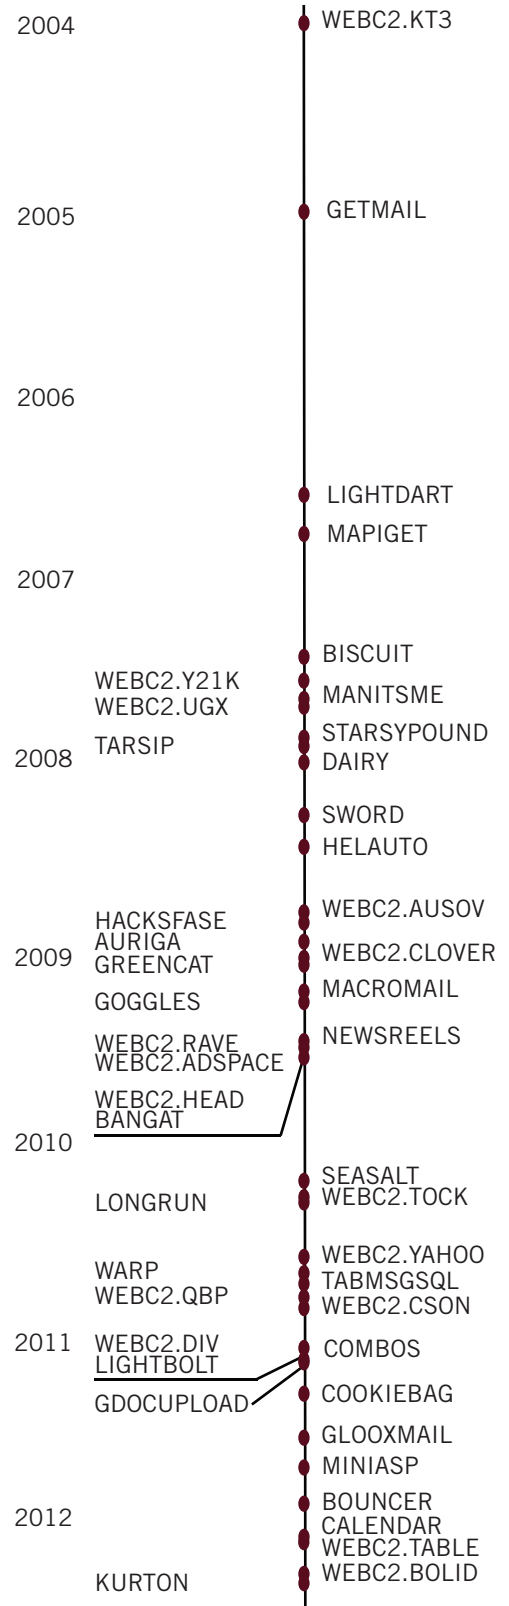 2004
WEBC2.KT3
2005
GETMAIL
2006
LIGHTDART
MAPIGET
2007
BISCUIT
WEBC2.Y21K
MANITSME
WEBC2.UGX
STARSYPOUND
TARSIP
2008
DAIRY
SWORD
HELAUTO
WEBC2.AUSOV
HACKSFASE
AURIGA
WEBC2.CLOVER
2009
GREENCAT
MACROMAIL
GOGGLES
NEWSREELS
WEBC2.RAVE
WEBC2.ADSPACE
WEBC2.HEAD
BANGAT
2010
SEASALT
WEBC2.TOCK
LONGRUN
WEBC2.YAHOO
WARP
TABMSGSQL
WEBC2.QBP
WEBC2.CSON
2011
WEBC2.DIV
COMBOS
LIGHTBOLT
COOKIEBAG
GDOCUPLOAD
GLOOXMAIL
MINIASP
BOUNCER
2012
CALENDAR
WEBC2.TABLE
WEBC2.BOLID
KURTON